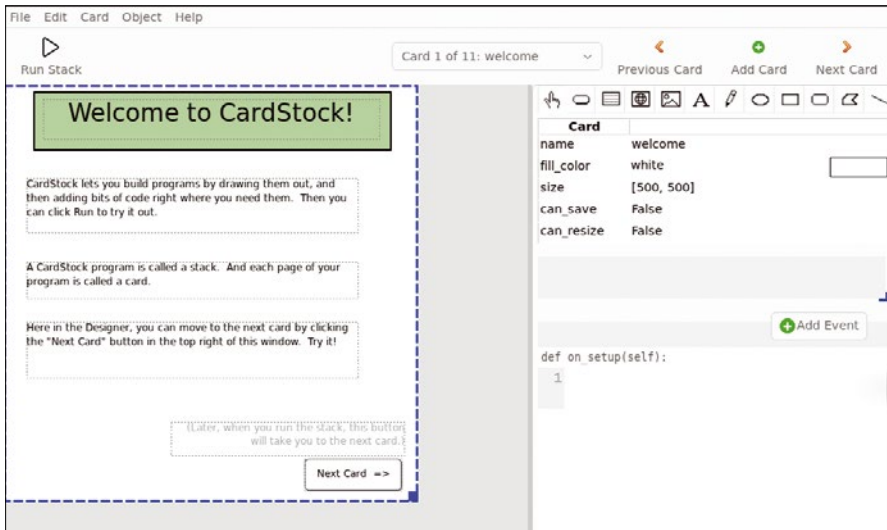 File Edit Card Object Help
Run Stack
Card 1 of 11: welcome
Previous Card
Add Card
Next Card
Welcome to CardStock!
CardStock lets you build programs by drawing them out, and
then adding bits of code right where you need them. Then you
can click Run to try it out.
A CardStock program is called a stack. And each page of your
program is called a card.
Here in the Designer, you can move to the next card by clicking
the "Next Card" button in the top right of this window. Try it!
(Later, when you run the stack, this button
will take you to the next card.)
Next Card =>
A
Card
name welcome
fill_color white
size [500, 500]
can_save False
can_resize False
Add Event
def on_setup(self):
1